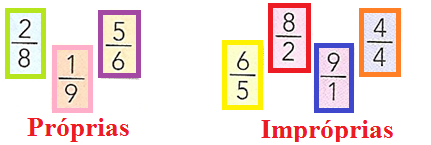 2/8 1/9 5/6
6/5 8/2 9/1 4/4
Próprias
Impróprias